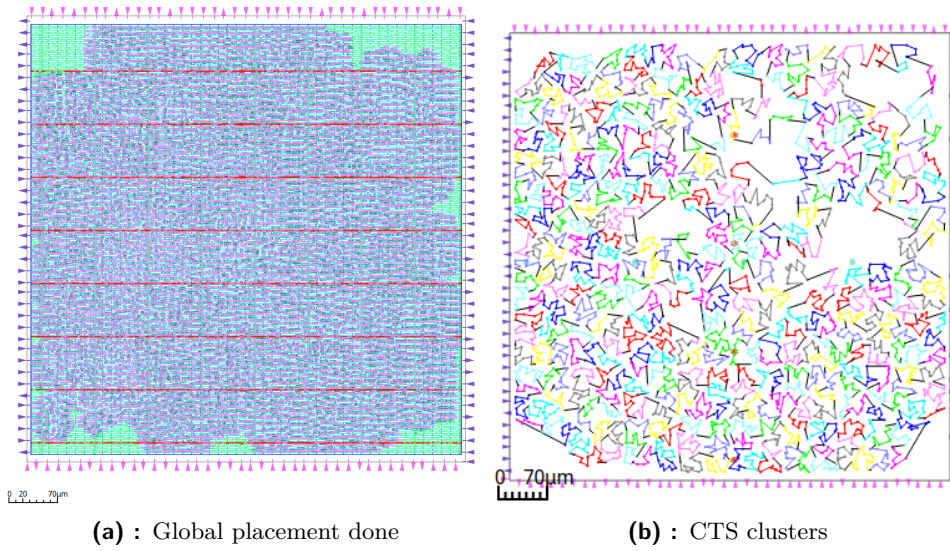 0 20 70μm
0 70μm
(a) : Global placement done
(b) : CTS clusters